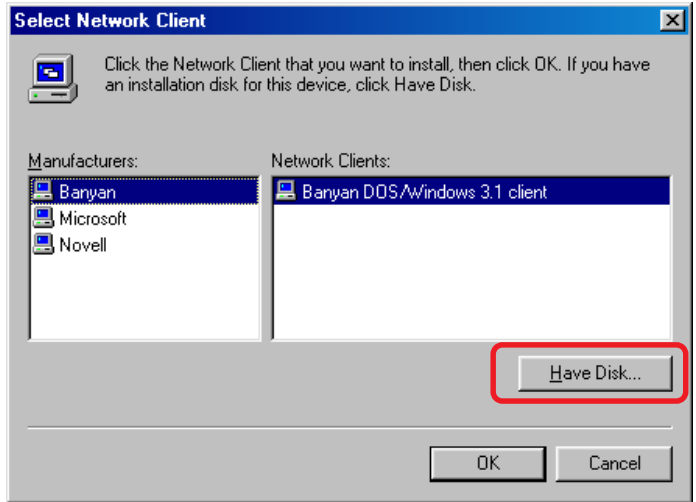 Select Network Client
Click the Network Client that you want to install, then click OK. If you have
an installation disk for this device, click Have Disk.
Manufacturers:
Banyan
Microsoft
Novell
Network Clients:
Banyan DOS/Windows 3.1 client
Have Disk...
OK
Cancel